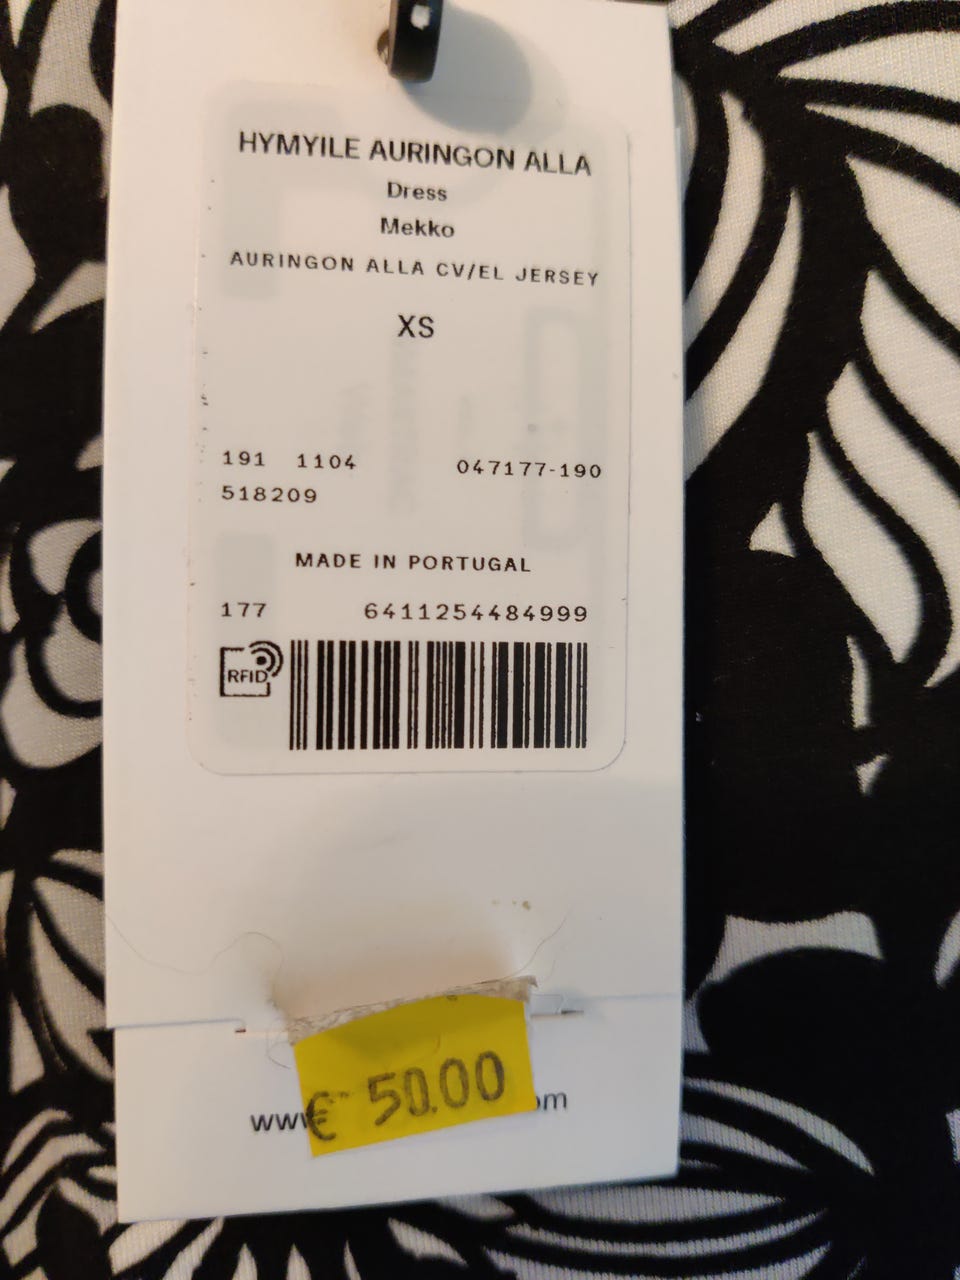 HYMYILE AURINGON ALLA
Dress
Mekko
AURINGON ALLA CV/EL JERSEY
XS
191 1104 047177-190
518209
MADE IN PORTUGAL
177 6411254484999
RFID
€ 50.00